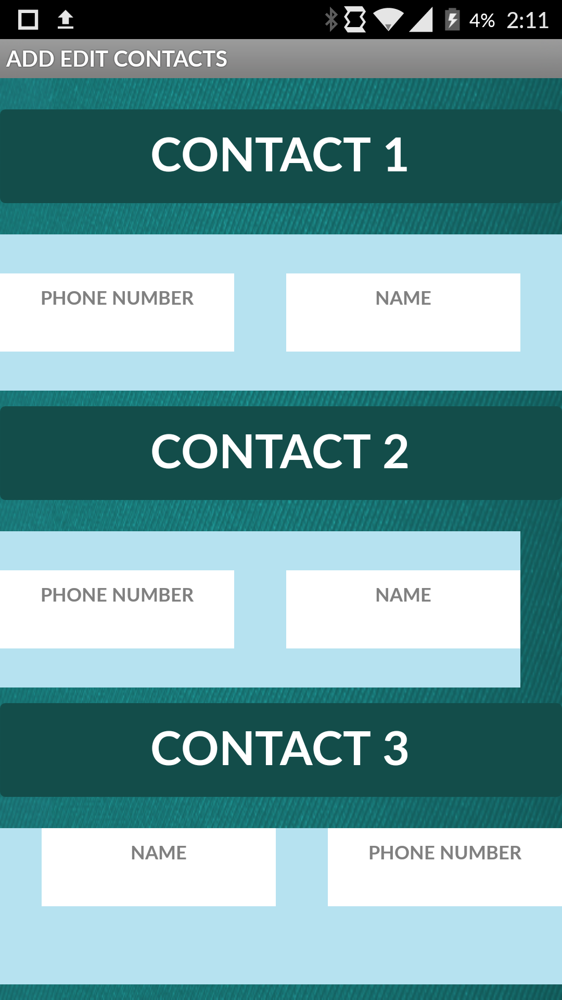 4% 2:11
ADD EDIT CONTACTS
CONTACT 1
PHONE NUMBER NAME
CONTACT 2
PHONE NUMBER NAME
CONTACT 3
NAME PHONE NUMBER